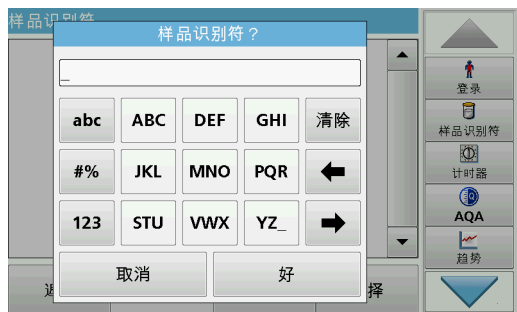 样品识别符
样品识别符？
_
abc ABC DEF GHI 清除
#% JKL MNO PQR
123 STU VWX YZ_
取消 好
择
登录
样品识别符
计时器
AQA
趋势